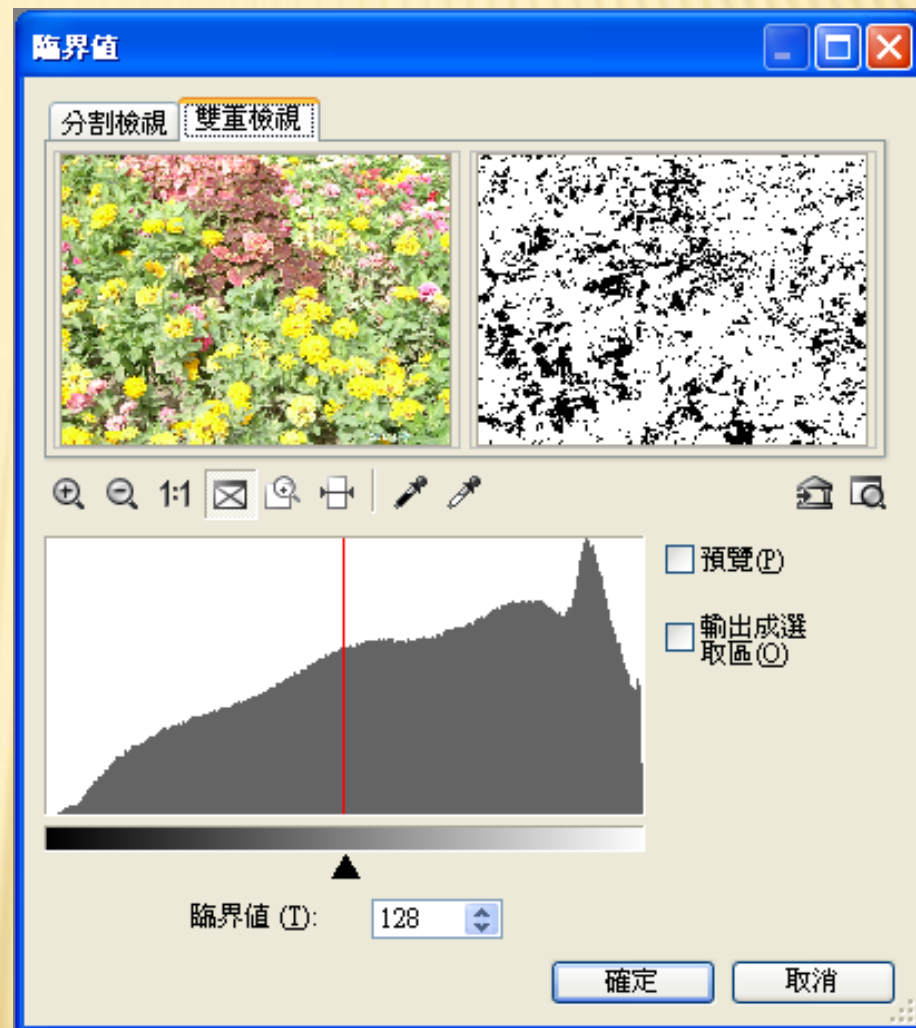 臨界值
分割檢視 雙重檢視
1:1
預覽(P)
輸出成選
取區(O)
臨界值 (T): 128
確定 取消